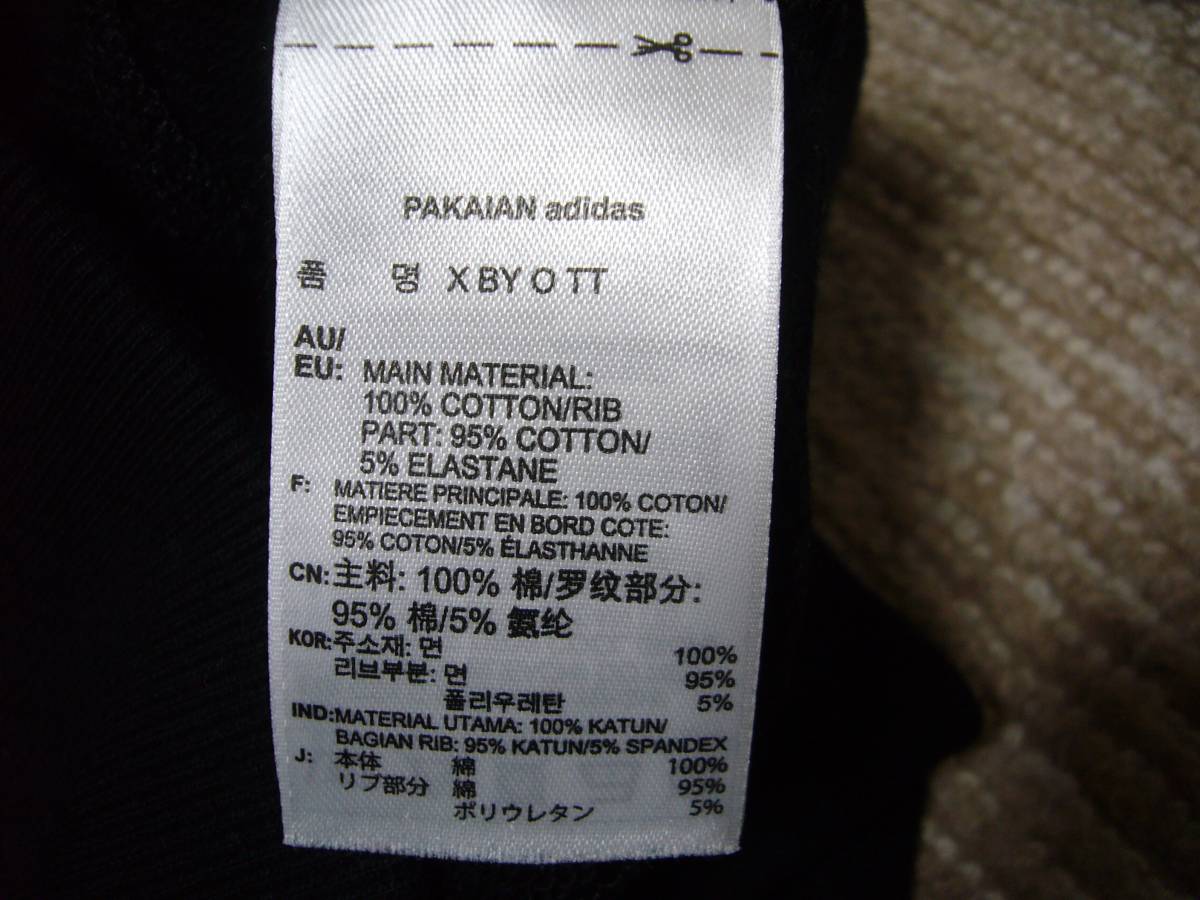 PAKAIAN adidas
품 명 X BY O TT
AU/
EU: MAIN MATERIAL:
100% COTTON/RIB
PART: 95% COTTON/
5% ELASTANE
F: MATIERE PRINCIPALE: 100% COTON/
EMPIECEMENT EN BORD COTE:
95% COTON/5% ÉLASTHANNE
CN: 主料: 100% 棉/罗纹部分:
95% 棉/5% 氨纶
KOR: 주소재: 면 100%
리브부분: 면 95%
폴리우레탄 5%
IND: MATERIAL UTAMA: 100% KATUN/
BAGIAN RIB: 95% KATUN/5% SPANDEX
J: 本体 綿 100%
リブ部分 綿 95%
ポリウレタン 5%